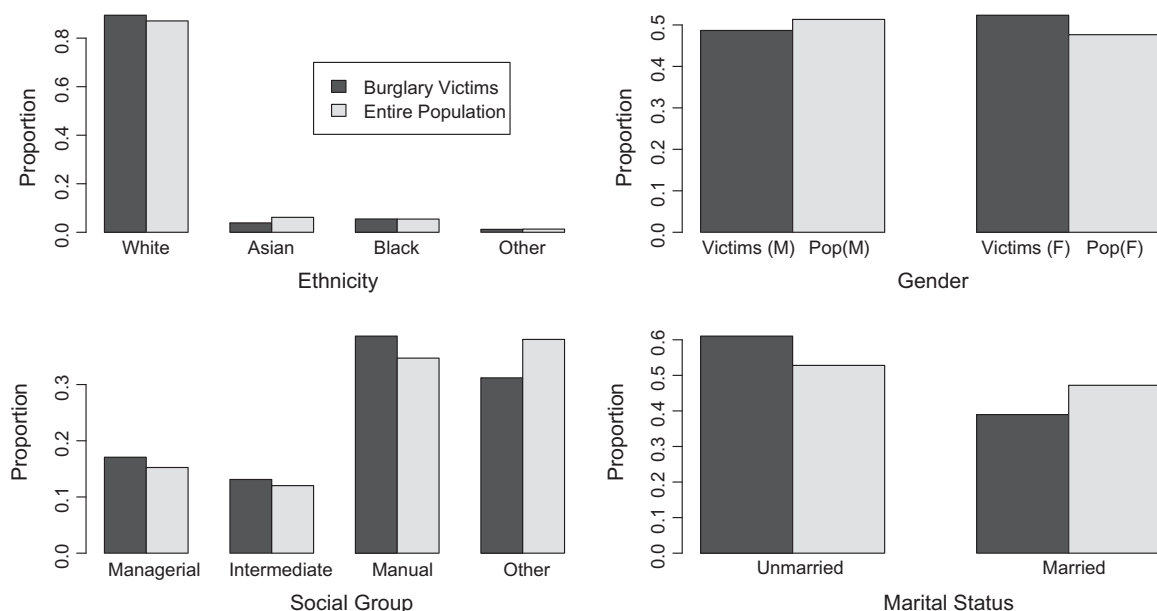 Proportion
0.0 0.2 0.4 0.6 0.8
White Asian Black Other
Ethnicity
Burglary Victims
Entire Population
Proportion
0.0 0.1 0.2 0.3 0.4 0.5
Victims (M) Pop(M) Victims (F) Pop(F)
Gender
Proportion
0.0 0.1 0.2 0.3
Managerial Intermediate Manual Other
Social Group
Proportion
0.0 0.1 0.2 0.3 0.4 0.5 0.6
Unmarried Married
Marital Status